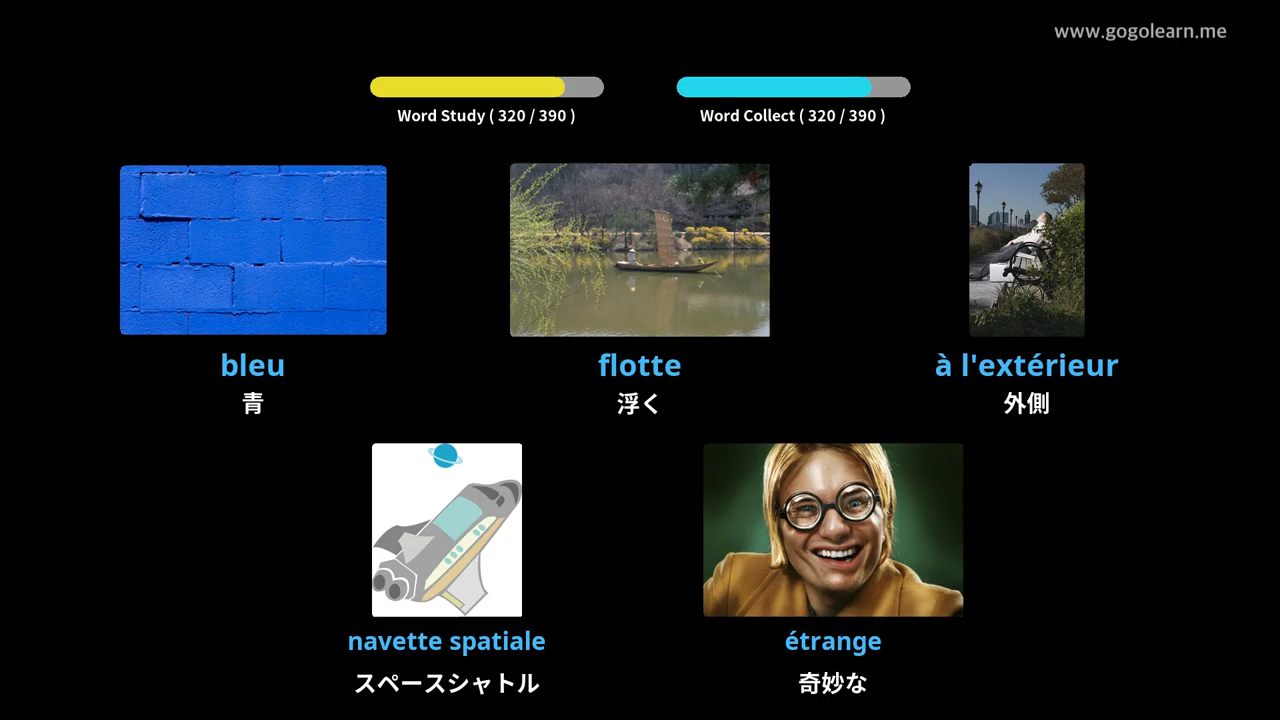 www.gogolearn.me
Word Study ( 320 / 390 )
Word Collect ( 320 / 390 )
bleu
青
flotte
浮く
à l'extérieur
外側
navette spatiale
スペースシャトル
étrange
奇妙な